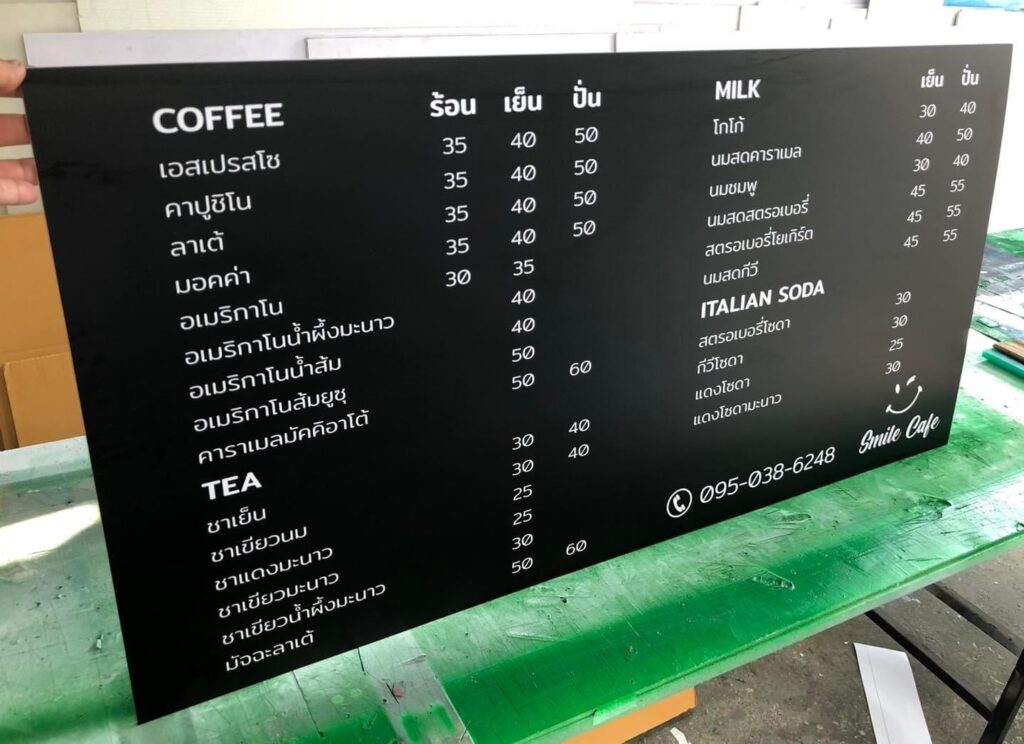 COFFEE ร้อน เย็น ปั่น
เอสเปรสโซ 35 40 50
คาปูชิโน 35 40 50
ลาเต้ 35 40 50
มอคค่า 35 40 50
อเมริกาโน 30 35
อเมริกาโนน้ำผึ้งมะนาว 40
อเมริกาโนน้ำส้ม 40
อเมริกาโนส้มยูซุ 50
คาราเมลมัคคิอาโต้ 50 60
TEA
ชาเย็น 30 40
ชาเขียวนม 30 40
ชาแดงมะนาว 25
ชาเขียวมะนาว 25
ชาเขียวน้ำผึ้งมะนาว 30
มัจฉะลาเต้ 50 60
MILK เย็น ปั่น
โกโก้ 30 40
นมสดคาราเมล 40 50
นมชมพู 30 40
นมสดสตรอเบอรี่ 45 55
สตรอเบอรี่โยเกิร์ต 45 55
นมสดกีวี 45 55
ITALIAN SODA
สตรอเบอรี่โซดา 30
กีวีโซดา 30
แดงโซดา 25
แดงโซดามะนาว 30
Smile Cafe
095-038-6248